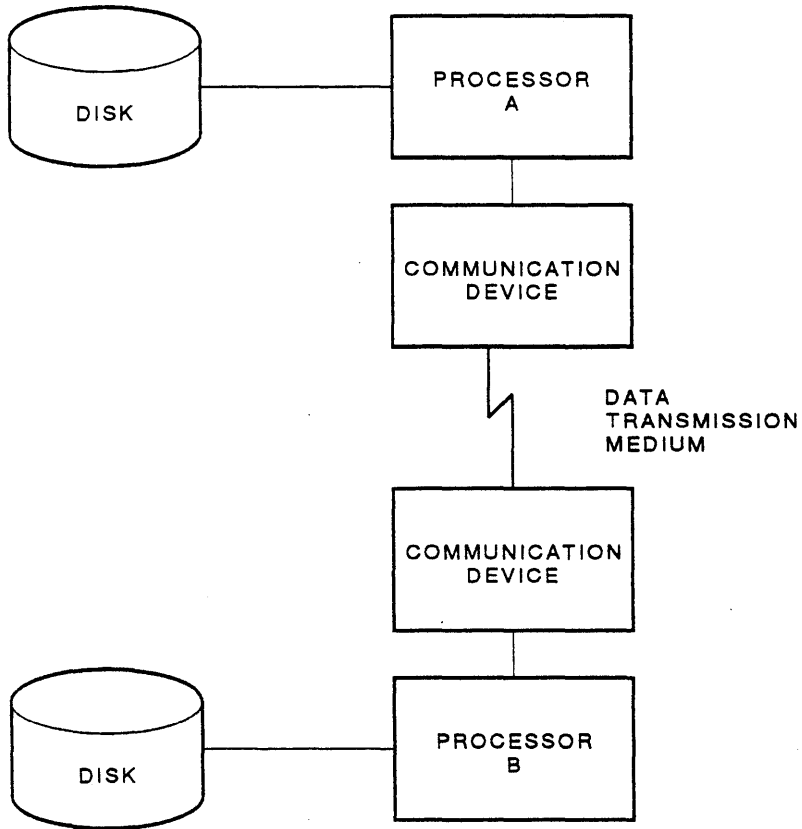 DISK
PROCESSOR
A
COMMUNICATION
DEVICE
DATA
TRANSMISSION
MEDIUM
COMMUNICATION
DEVICE
DISK
PROCESSOR
B